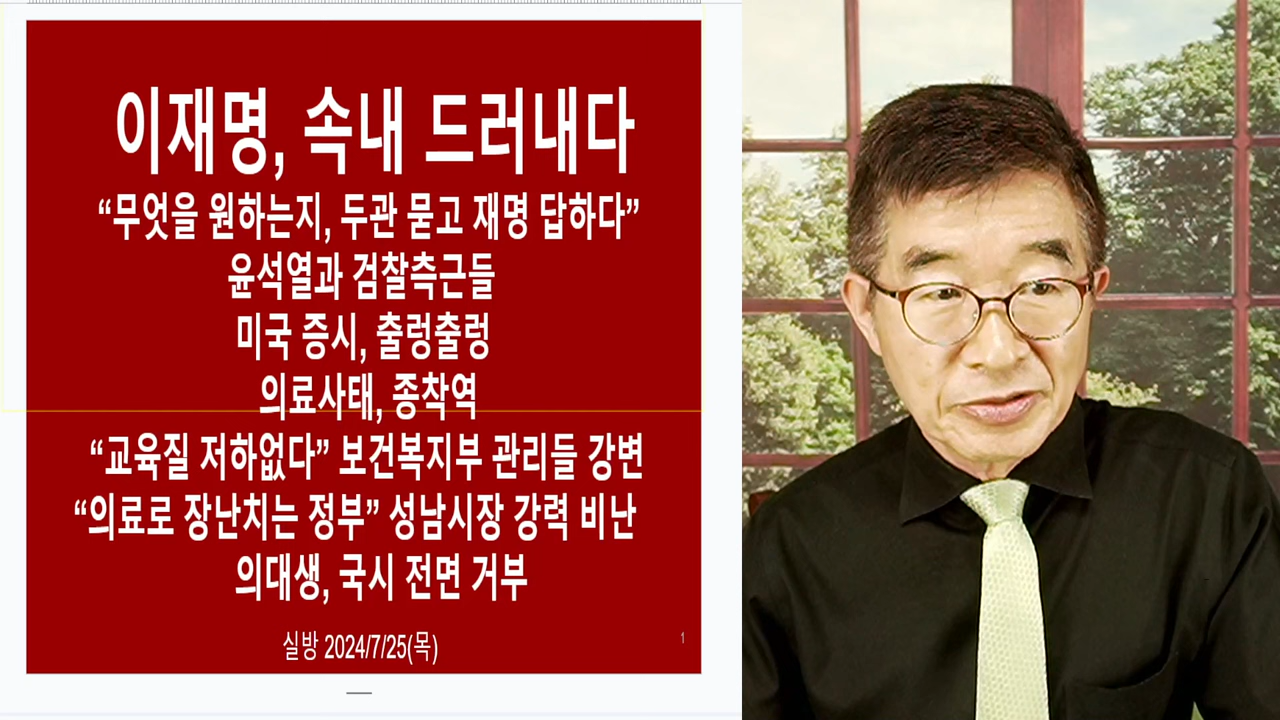 이재명, 속내 드러내다
“무엇을 원하는지, 두관 묻고 재명 답하다”
윤석열과 검찰측근들
미국 증시, 출렁출렁
의료사태, 종착역
“교육질 저하없다” 보건복지부 관리들 강변
“의료로 장난치는 정부” 성남시장 강력 비난
의대생, 국시 전면 거부
실방 2024/7/25(목)
1